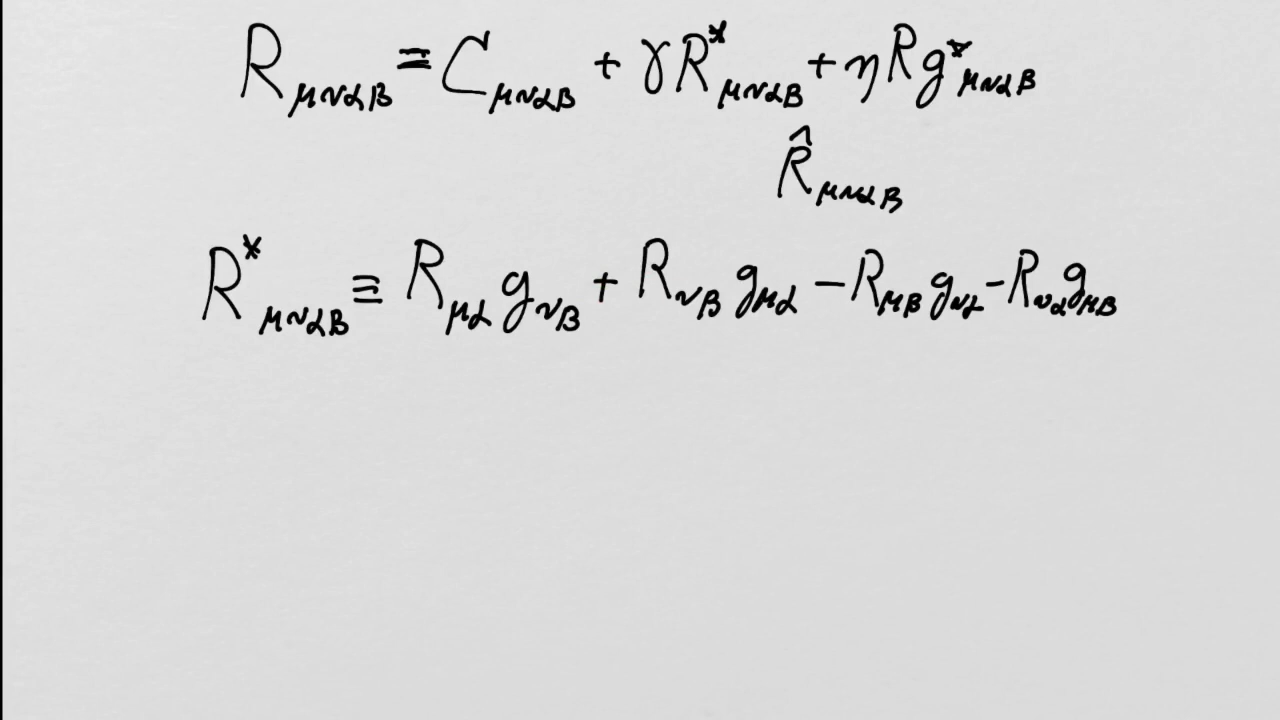 R_{μναβ} ≡ C_{μναβ} + γR^*_{μναβ} + ηRg^*_{μναβ}
R̂_{μναβ}
R^*_{μναβ} ≡ R_{μα} g_{νβ} + R_{νβ} g_{μα} - R_{μβ} g_{να} - R_{να} g_{μβ}